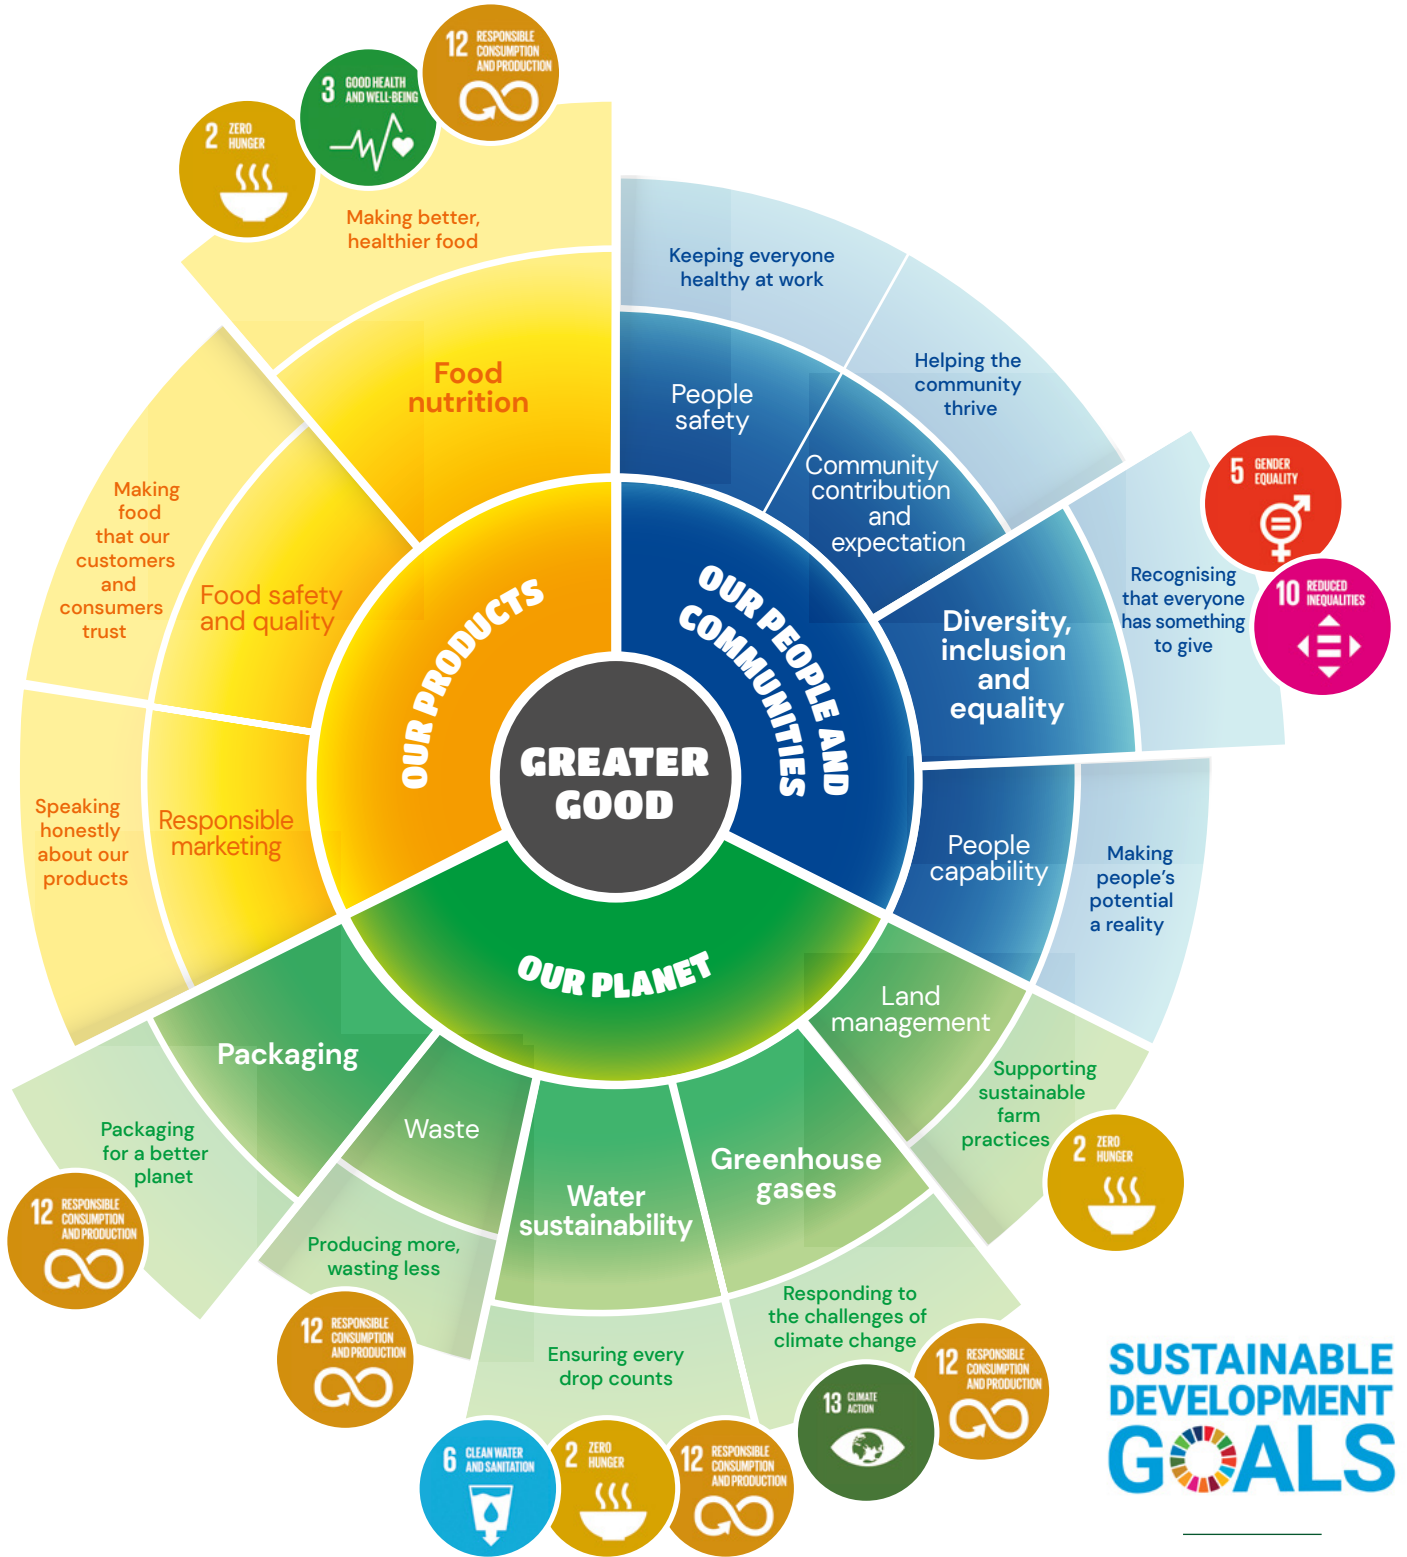 12 RESPONSIBLE
CONSUMPTION
AND PRODUCTION
3 GOOD HEALTH
AND WELL-BEING
2 ZERO
HUNGER
Making better,
healthier food
Food
nutrition
Keeping everyone
healthy at work
People
safety
Helping the
community
thrive
Community
contribution
and
expectation
5 GENDER
EQUALITY
10 REDUCED
INEQUALITIES
Recognising
that everyone
has something
to give
Diversity,
inclusion
and
equality
Making
food
that our
customers
and
consumers
trust
Food safety
and quality
OUR PRODUCTS
OUR PEOPLE AND
COMMUNITIES
GREATER
GOOD
Speaking
honestly
about our
products
Responsible
marketing
People
capability
Making
people's
potential
a reality
OUR PLANET
Land
management
Supporting
sustainable
farm
practices
2 ZERO
HUNGER
Packaging
Packaging
for a better
planet
12 RESPONSIBLE
CONSUMPTION
AND PRODUCTION
Waste
Producing more,
wasting less
12 RESPONSIBLE
CONSUMPTION
AND PRODUCTION
Water
sustainability
Ensuring every
drop counts
6 CLEAN WATER
AND SANITATION
2 ZERO
HUNGER
12 RESPONSIBLE
CONSUMPTION
AND PRODUCTION
Greenhouse
gases
Responding to
the challenges of
climate change
13 CLIMATE
ACTION
12 RESPONSIBLE
CONSUMPTION
AND PRODUCTION
SUSTAINABLE
DEVELOPMENT
GOALS